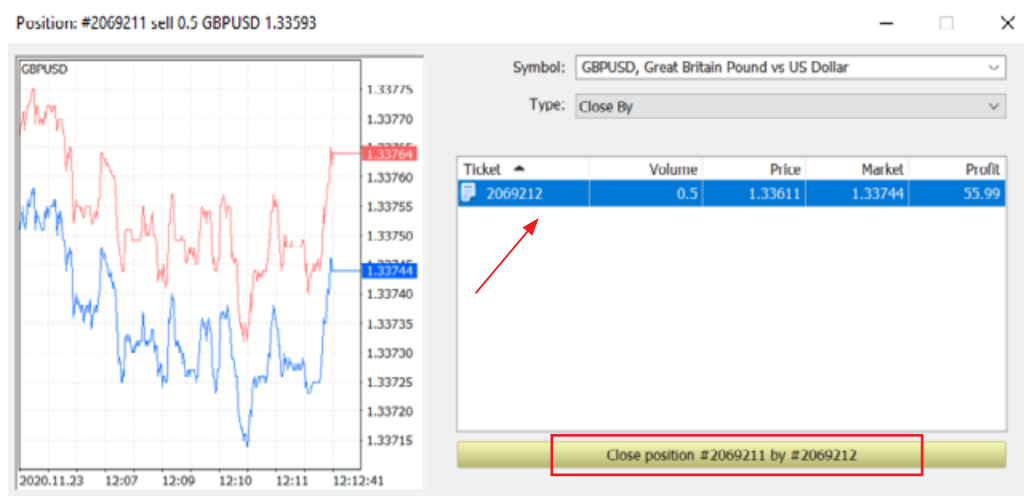 Position: #2069211 sell 0.5 GBPUSD 1.33593
GBPUSD
1.33775
1.33770
1.33764
1.33760
1.33755
1.33750
1.33744
1.33740
1.33735
1.33730
1.33725
1.33720
1.33715
2020.11.23 12:07 12:09 12:10 12:11 12:12:41
Symbol: GBPUSD, Great Britain Pound vs US Dollar
Type: Close By
Ticket Volume Price Market Profit
2069212 0.5 1.33611 1.33744 55.99
Close position #2069211 by #2069212